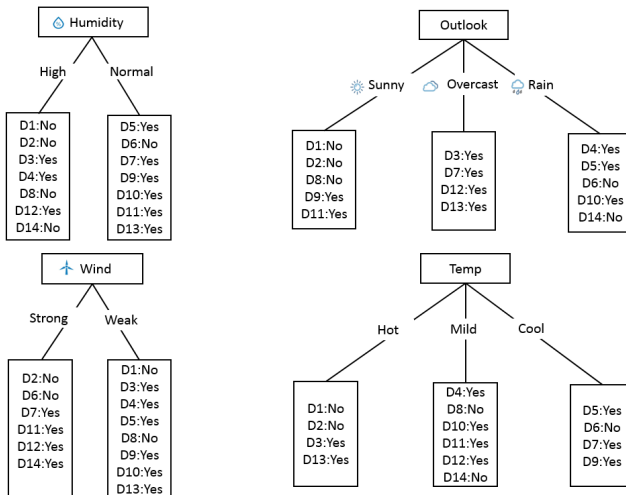 Humidity
High
Normal
D1:No
D2:No
D3:Yes
D4:Yes
D8:No
D12:Yes
D14:No
D5:Yes
D6:No
D7:Yes
D9:Yes
D10:Yes
D11:Yes
D13:Yes
Outlook
Sunny
Overcast
Rain
D1:No
D2:No
D8:No
D9:Yes
D11:Yes
D3:Yes
D7:Yes
D12:Yes
D13:Yes
D4:Yes
D5:Yes
D6:No
D10:Yes
D14:No
Wind
Strong
Weak
D2:No
D6:No
D7:Yes
D11:Yes
D12:Yes
D14:Yes
D1:No
D3:Yes
D4:Yes
D5:Yes
D8:No
D9:Yes
D10:Yes
D13:Yes
Temp
Hot
Mild
Cool
D1:No
D2:No
D3:Yes
D13:Yes
D4:Yes
D8:No
D10:Yes
D11:Yes
D12:Yes
D14:No
D5:Yes
D6:No
D7:Yes
D9:Yes